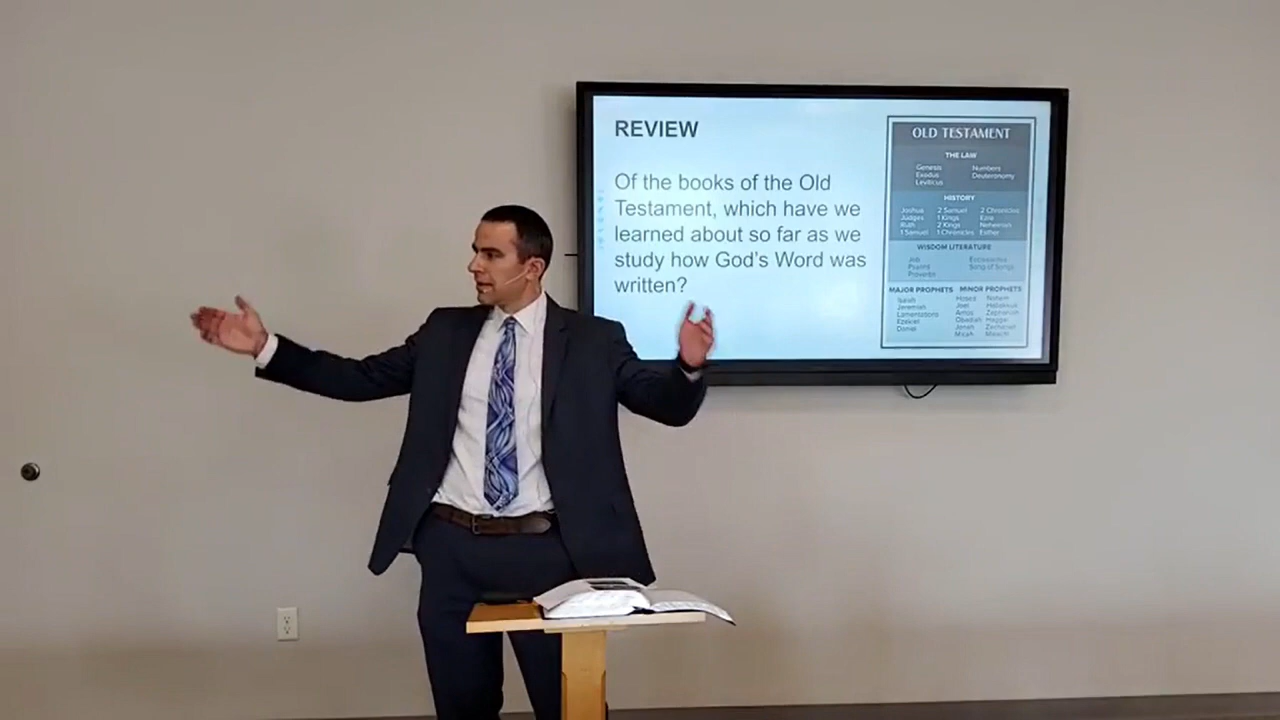 REVIEW
Of the books of the Old
Testament, which have we
learned about so far as we
study how God's Word was
written?
OLD TESTAMENT
THE LAW
Genesis Numbers
Exodus Deuteronomy
Leviticus
HISTORY
Joshua 2 Samuel 2 Chronicles
Judges 1 Kings Ezra
Ruth 2 Kings Nehemiah
1 Samuel 1 Chronicles Esther
WISDOM LITERATURE
Job Ecclesiastes
Psalms Song of Songs
Proverbs
MAJOR PROPHETS MINOR PROPHETS
Isaiah Hosea Nahum
Jeremiah Joel Habakkuk
Lamentations Amos Zephaniah
Ezekiel Obadiah Haggai
Daniel Jonah Zechariah
Micah Malachi